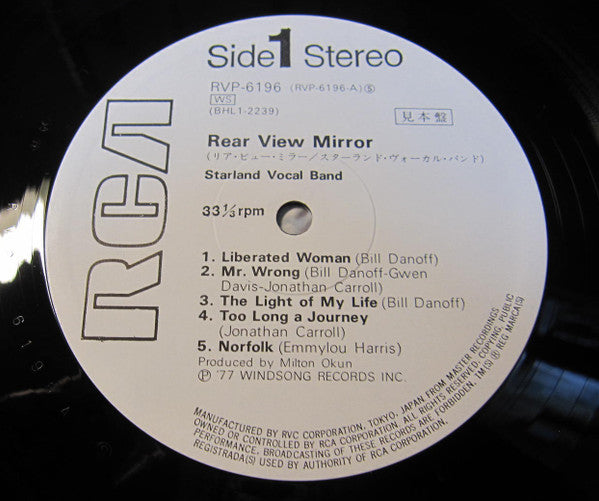 RCA
Side 1 Stereo
RVP-6196 (RVP-6196-A)Ⓢ
WS
(BHL1-2239)
見本盤
Rear View Mirror
(リア・ビュー・ミラー／スターランド・ヴォーカル・バンド)
Starland Vocal Band
33⅓rpm
1. Liberated Woman (Bill Danoff)
2. Mr. Wrong (Bill Danoff-Gwen
Davis-Jonathan Carroll)
3. The Light of My Life (Bill Danoff)
4. Too Long a Journey
(Jonathan Carroll)
5. Norfolk (Emmylou Harris)
Produced by Milton Okun
Ⓟ '77 WINDSONG RECORDS INC.
MANUFACTURED BY RVC CORPORATION, TOKYO, JAPAN FROM MASTER RECORDINGS
OWNED OR CONTROLLED BY RCA CORPORATION. ALL RIGHTS RESERVED. COPYING, PUBLIC
PERFORMANCE, BROADCASTING OF THESE RECORDS ARE FORBIDDEN. TM(S) ® REG. MARCA(S)
REGISTRADA(S) USED BY AUTHORITY OF RCA CORPORATION.